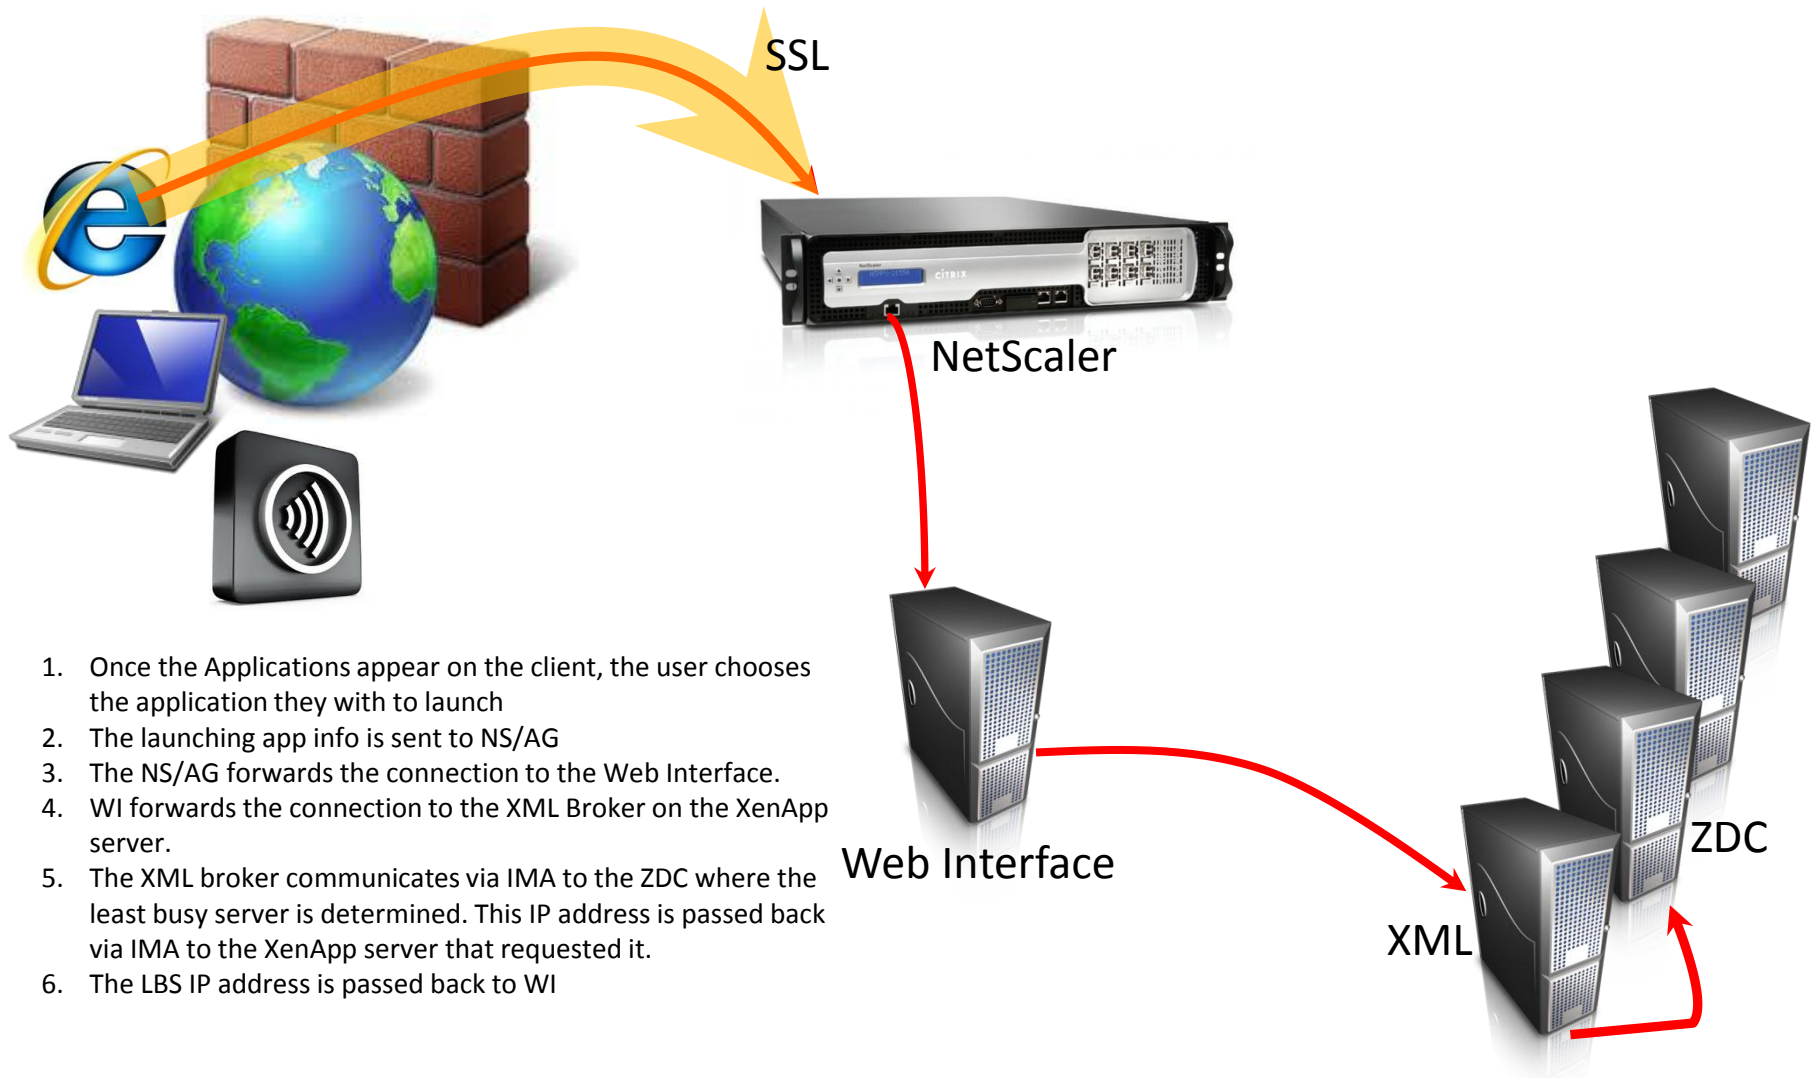 SSL
CITRIX
NetScaler
1. Once the Applications appear on the client, the user chooses
the application they with to launch
2. The launching app info is sent to NS/AG
3. The NS/AG forwards the connection to the Web Interface.
4. WI forwards the connection to the XML Broker on the XenApp
server.
5. The XML broker communicates via IMA to the ZDC where the
least busy server is determined. This IP address is passed back
via IMA to the XenApp server that requested it.
6. The LBS IP address is passed back to WI
Web Interface
ZDC
XML